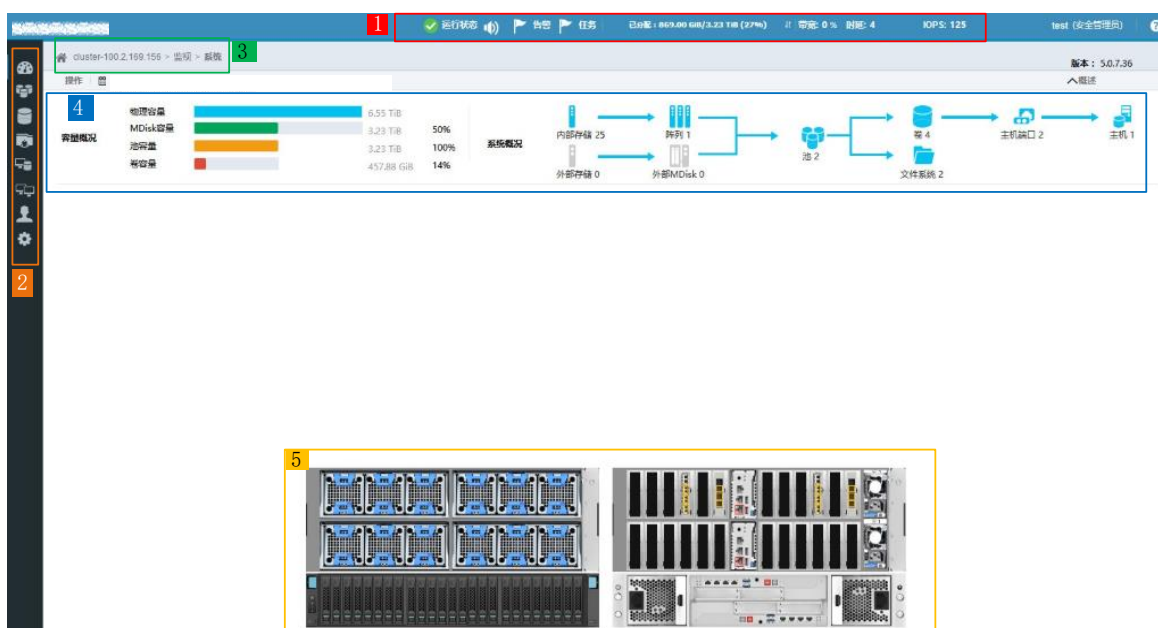 1
运行状态 告警 任务 已分配：869.00 GiB/3.23 TiB (27%) 带宽: 0 % 时延: 4 IOPS: 125 test (安全管理员) ?
3
cluster-100.2.169.156 > 监视 > 系统
版本： 5.0.7.36
操作
概述
4
容量概况
物理容量 6.55 TiB
MDisk容量 3.23 TiB 50%
池容量 3.23 TiB 100%
卷容量 457.88 GiB 14%
系统概况
内部存储 25
阵列 1
外部存储 0
外部MDisk 0
池 2
卷 4
文件系统 2
主机端口 2
主机 1
2
5